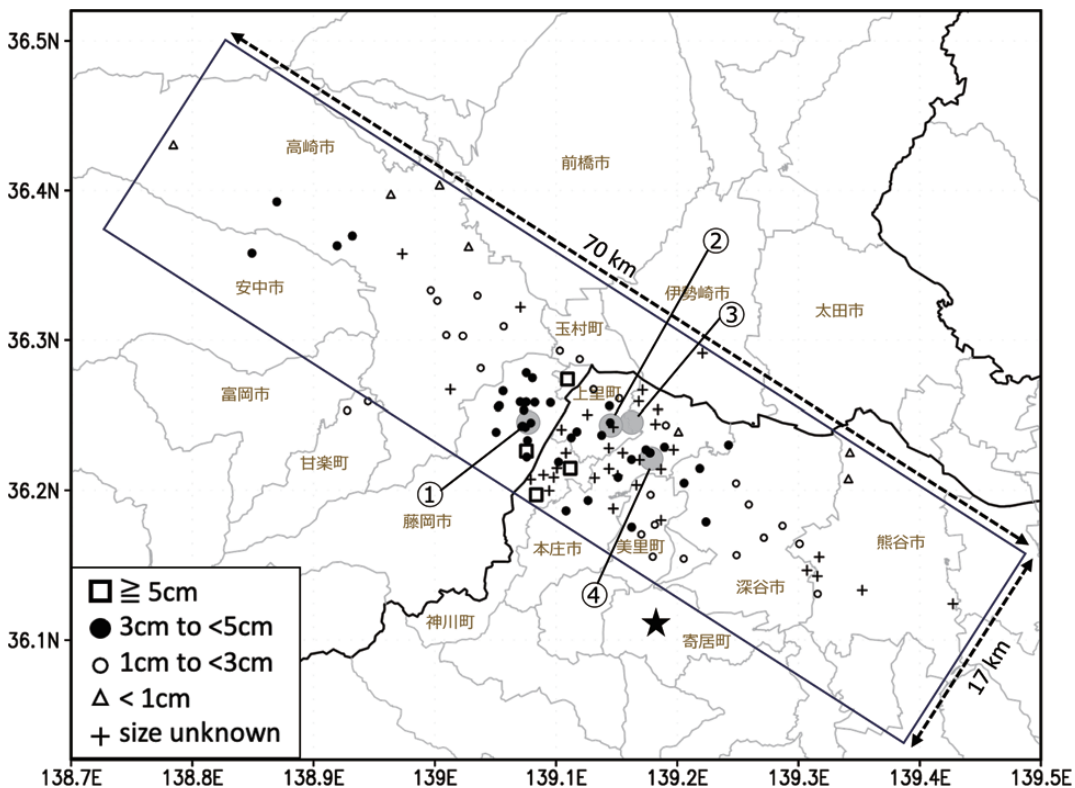 36.5N
高崎市
前橋市
36.4N
②
70 km
安中市
伊勢崎市
③
太田市
玉村町
36.3N
富岡市
上里町
甘楽町
36.2N
①
藤岡市
本庄市
美里町
熊谷市
④
深谷市
≧ 5cm
3cm to <5cm
神川町
36.1N
寄居町
1cm to <3cm
17 km
< 1cm
size unknown
138.7E 138.8E 138.9E 139E 139.1E 139.2E 139.3E 139.4E 139.5E